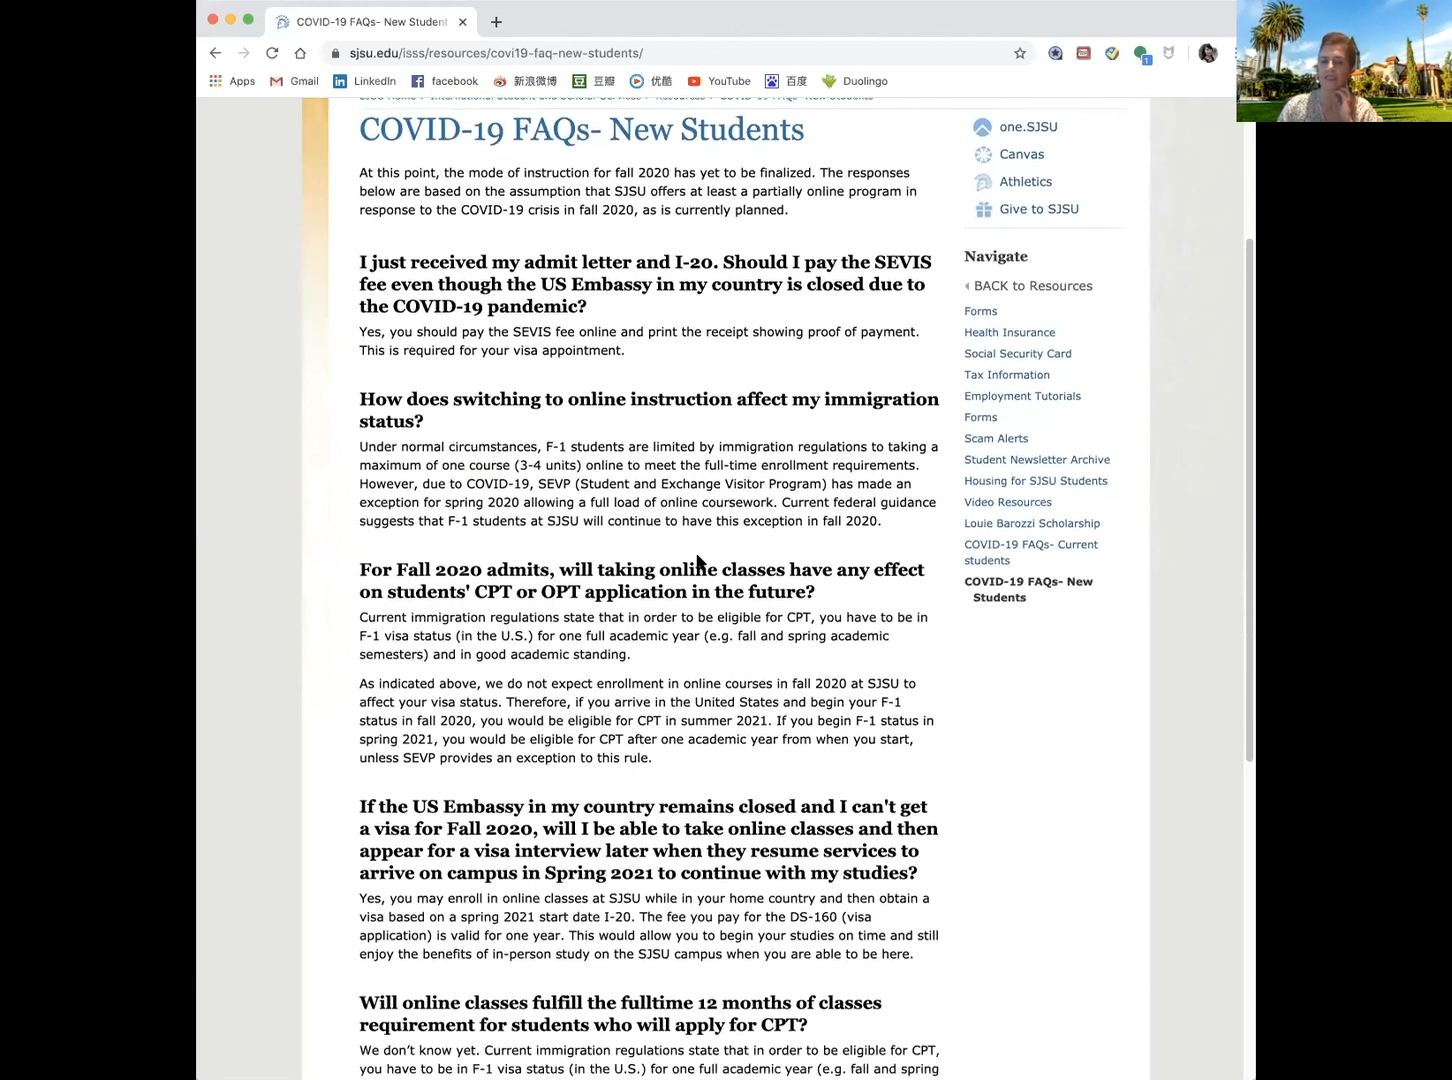 COVID-19 FAQs- New Student
sjsu.edu/isss/resources/covi19-faq-new-students/
Apps
Gmail
LinkedIn
facebook
新浪微博
豆瓣
优酷
YouTube
百度
Duolingo
COVID-19 FAQs- New Students
At this point, the mode of instruction for fall 2020 has yet to be finalized. The responses
below are based on the assumption that SJSU offers at least a partially online program in
response to the COVID-19 crisis in fall 2020, as is currently planned.
I just received my admit letter and I-20. Should I pay the SEVIS
fee even though the US Embassy in my country is closed due to
the COVID-19 pandemic?
Yes, you should pay the SEVIS fee online and print the receipt showing proof of payment.
This is required for your visa appointment.
How does switching to online instruction affect my immigration
status?
Under normal circumstances, F-1 students are limited by immigration regulations to taking a
maximum of one course (3-4 units) online to meet the full-time enrollment requirements.
However, due to COVID-19, SEVP (Student and Exchange Visitor Program) has made an
exception for spring 2020 allowing a full load of online coursework. Current federal guidance
suggests that F-1 students at SJSU will continue to have this exception in fall 2020.
For Fall 2020 admits, will taking online classes have any effect
on students' CPT or OPT application in the future?
Current immigration regulations state that in order to be eligible for CPT, you have to be in
F-1 visa status (in the U.S.) for one full academic year (e.g. fall and spring academic
semesters) and in good academic standing.
As indicated above, we do not expect enrollment in online courses in fall 2020 at SJSU to
affect your visa status. Therefore, if you arrive in the United States and begin your F-1
status in fall 2020, you would be eligible for CPT in summer 2021. If you begin F-1 status in
spring 2021, you would be eligible for CPT after one academic year from when you start,
unless SEVP provides an exception to this rule.
If the US Embassy in my country remains closed and I can't get
a visa for Fall 2020, will I be able to take online classes and then
appear for a visa interview later when they resume services to
arrive on campus in Spring 2021 to continue with my studies?
Yes, you may enroll in online classes at SJSU while in your home country and then obtain a
visa based on a spring 2021 start date I-20. The fee you pay for the DS-160 (visa
application) is valid for one year. This would allow you to begin your studies on time and still
enjoy the benefits of in-person study on the SJSU campus when you are able to be here.
Will online classes fulfill the fulltime 12 months of classes
requirement for students who will apply for CPT?
We don't know yet. Current immigration regulations state that in order to be eligible for CPT,
you have to be in F-1 visa status (in the U.S.) for one full academic year (e.g. fall and spring
one.SJSU
Canvas
Athletics
Give to SJSU
Navigate
BACK to Resources
Forms
Health Insurance
Social Security Card
Tax Information
Employment Tutorials
Forms
Scam Alerts
Student Newsletter Archive
Housing for SJSU Students
Video Resources
Louie Barozzi Scholarship
COVID-19 FAQs- Current
students
COVID-19 FAQs- New
Students